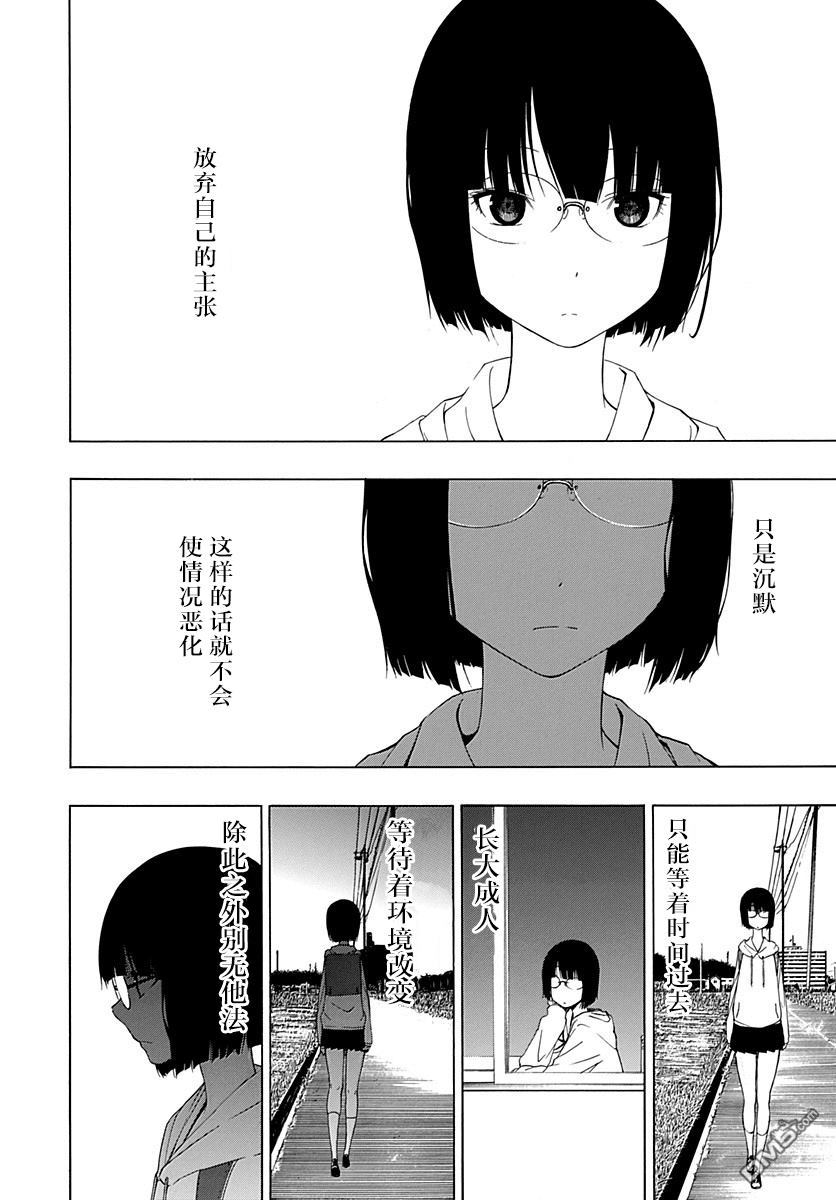 放弃自己的主张
只是沉默
这样的话就不会
使情况恶化
只能等着时间过去
长大成人
等待着环境改变
除此之外别无他法
DM5.com